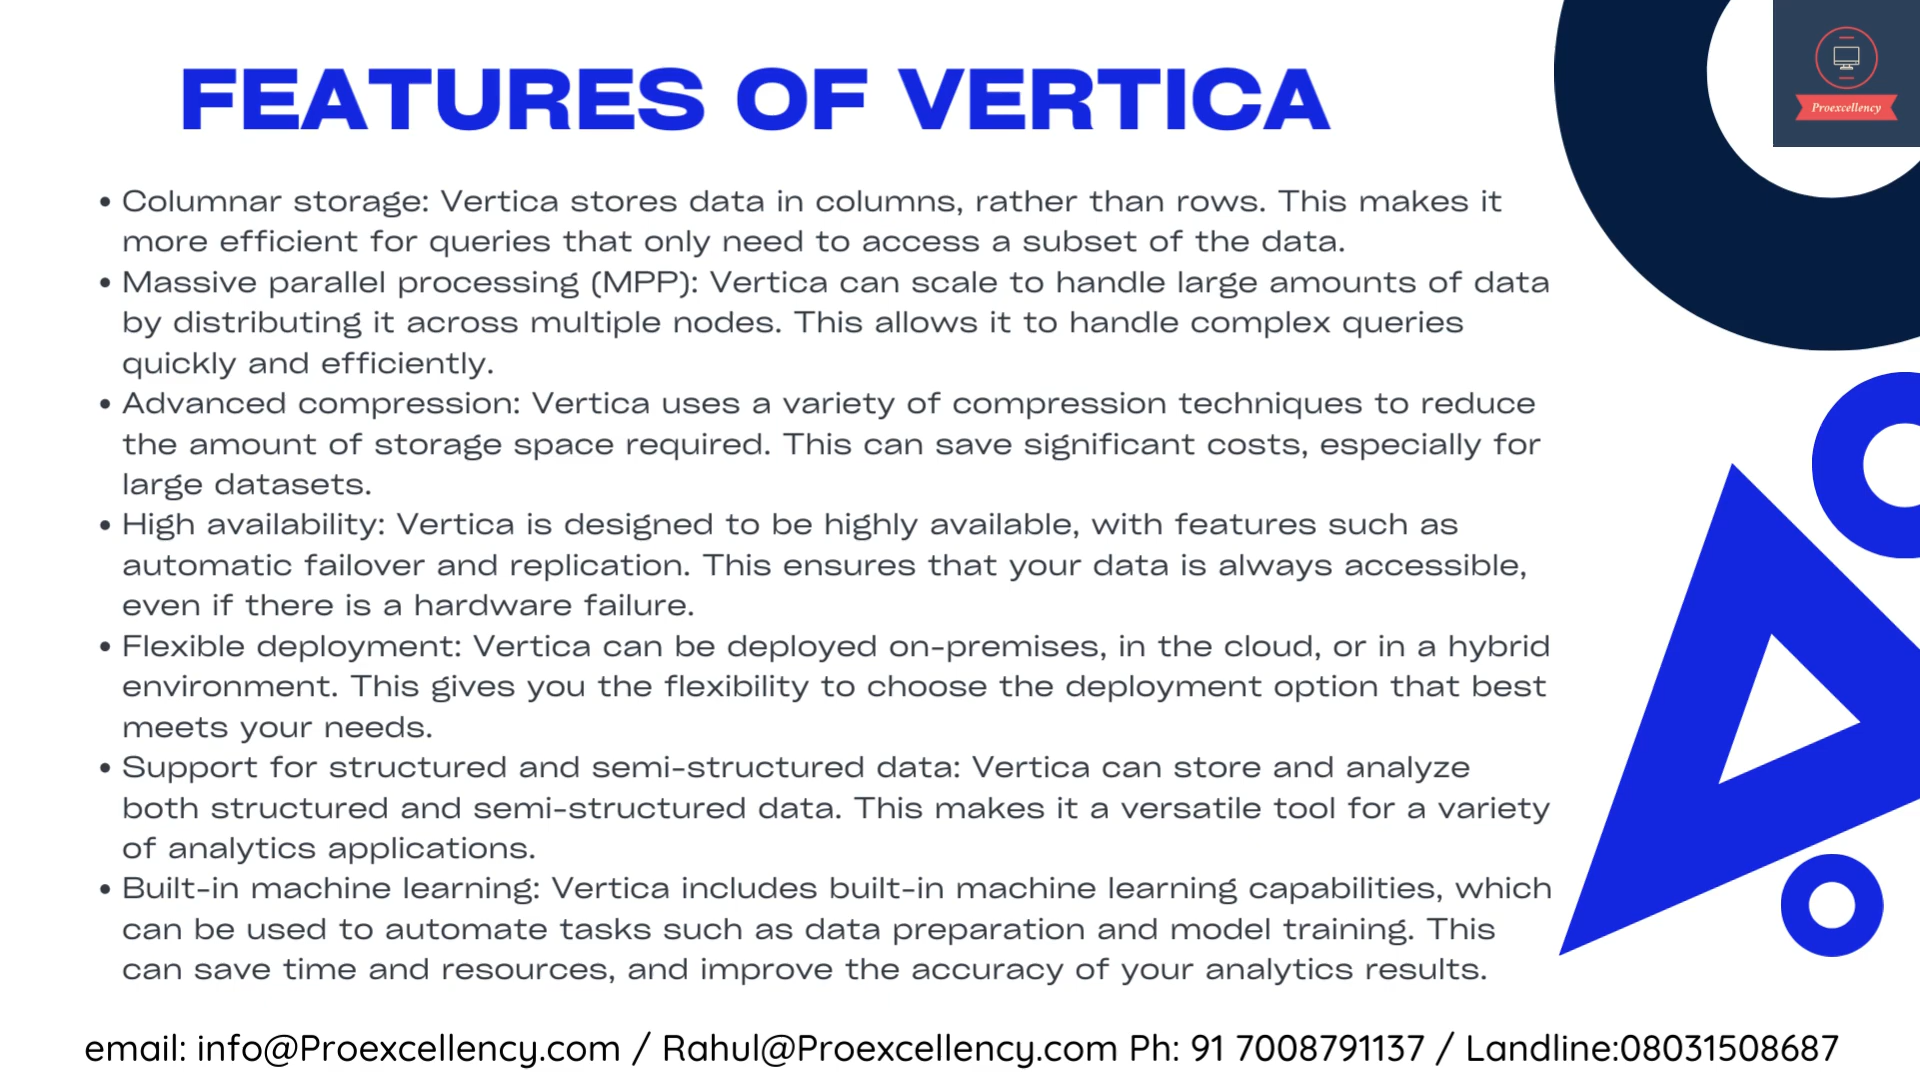 FEATURES OF VERTICA
Proexcellency
• Columnar storage: Vertica stores data in columns, rather than rows. This makes it
more efficient for queries that only need to access a subset of the data.
• Massive parallel processing (MPP): Vertica can scale to handle large amounts of data
by distributing it across multiple nodes. This allows it to handle complex queries
quickly and efficiently.
• Advanced compression: Vertica uses a variety of compression techniques to reduce
the amount of storage space required. This can save significant costs, especially for
large datasets.
• High availability: Vertica is designed to be highly available, with features such as
automatic failover and replication. This ensures that your data is always accessible,
even if there is a hardware failure.
• Flexible deployment: Vertica can be deployed on-premises, in the cloud, or in a hybrid
environment. This gives you the flexibility to choose the deployment option that best
meets your needs.
• Support for structured and semi-structured data: Vertica can store and analyze
both structured and semi-structured data. This makes it a versatile tool for a variety
of analytics applications.
• Built-in machine learning: Vertica includes built-in machine learning capabilities, which
can be used to automate tasks such as data preparation and model training. This
can save time and resources, and improve the accuracy of your analytics results.
email: info@Proexcellency.com / Rahul@Proexcellency.com Ph: 91 7008791137 / Landline:08031508687